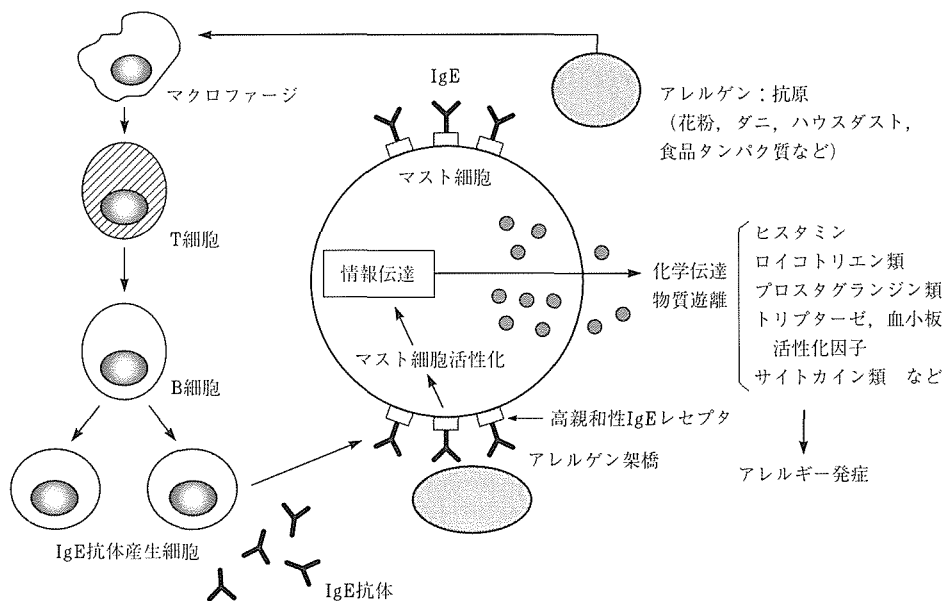 IgE
マクロファージ
アレルゲン：抗原
（花粉，ダニ，ハウスダスト，
食品タンパク質など）
マスト細胞
T細胞
情報伝達
化学伝達
物質遊離
ヒスタミン
ロイコトリエン類
プロスタグランジン類
トリプターゼ，血小板
活性化因子
サイトカイン類　など
マスト細胞活性化
B細胞
高親和性IgEレセプタ
アレルゲン架橋
アレルギー発症
IgE抗体産生細胞
IgE抗体